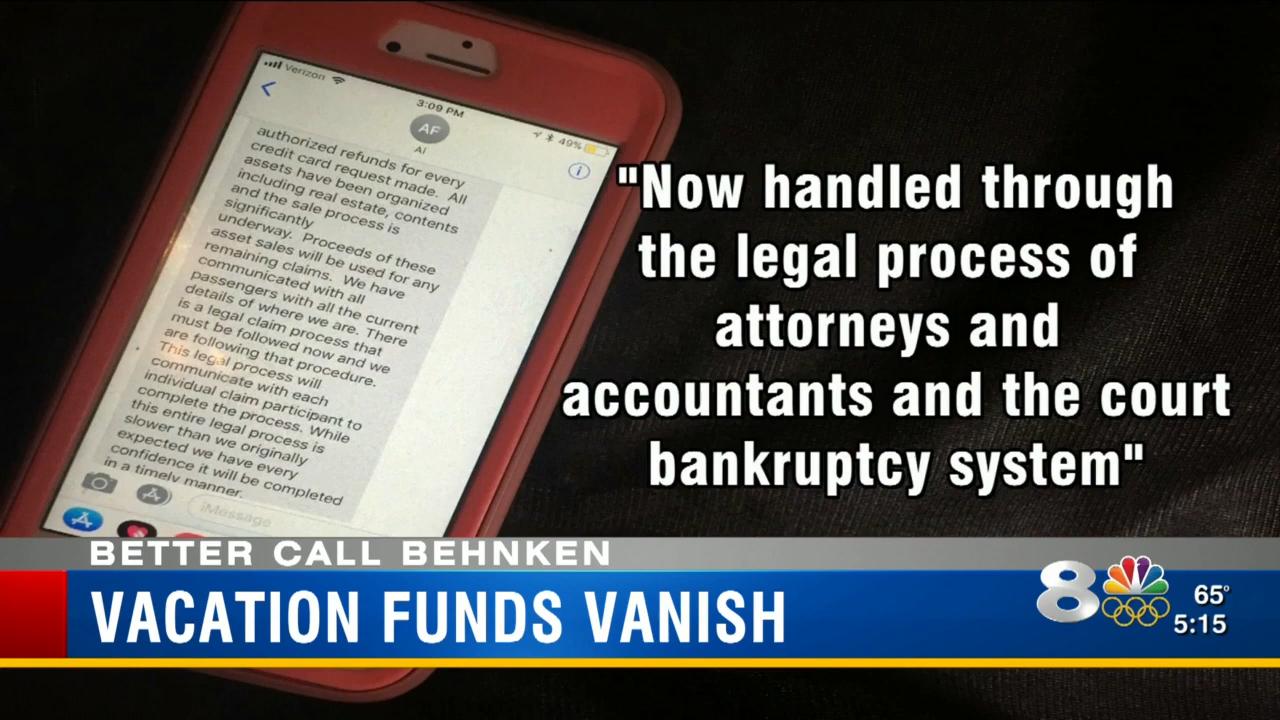 Verizon
3:09 PM
49%
AF
Al
authorized refunds for every
credit card request made. All
assets have been organized
including real estate, contents
and the sale process is
significantly
underway. Proceeds of these
asset sales will be used for any
remaining claims. We have
communicated with all
passengers with all the current
details of where we are. There
is a legal claim process that
must be followed now and we
are following that procedure.
This legal process will
communicate with each
individual claim participant to
complete the process. While
this entire legal process is
slower than we originally
expected we have every
confidence it will be completed
in a timely manner.
iMessage
"Now handled through
the legal process of
attorneys and
accountants and the court
bankruptcy system"
BETTER CALL BEHNKEN
VACATION FUNDS VANISH
8
65°
5:15